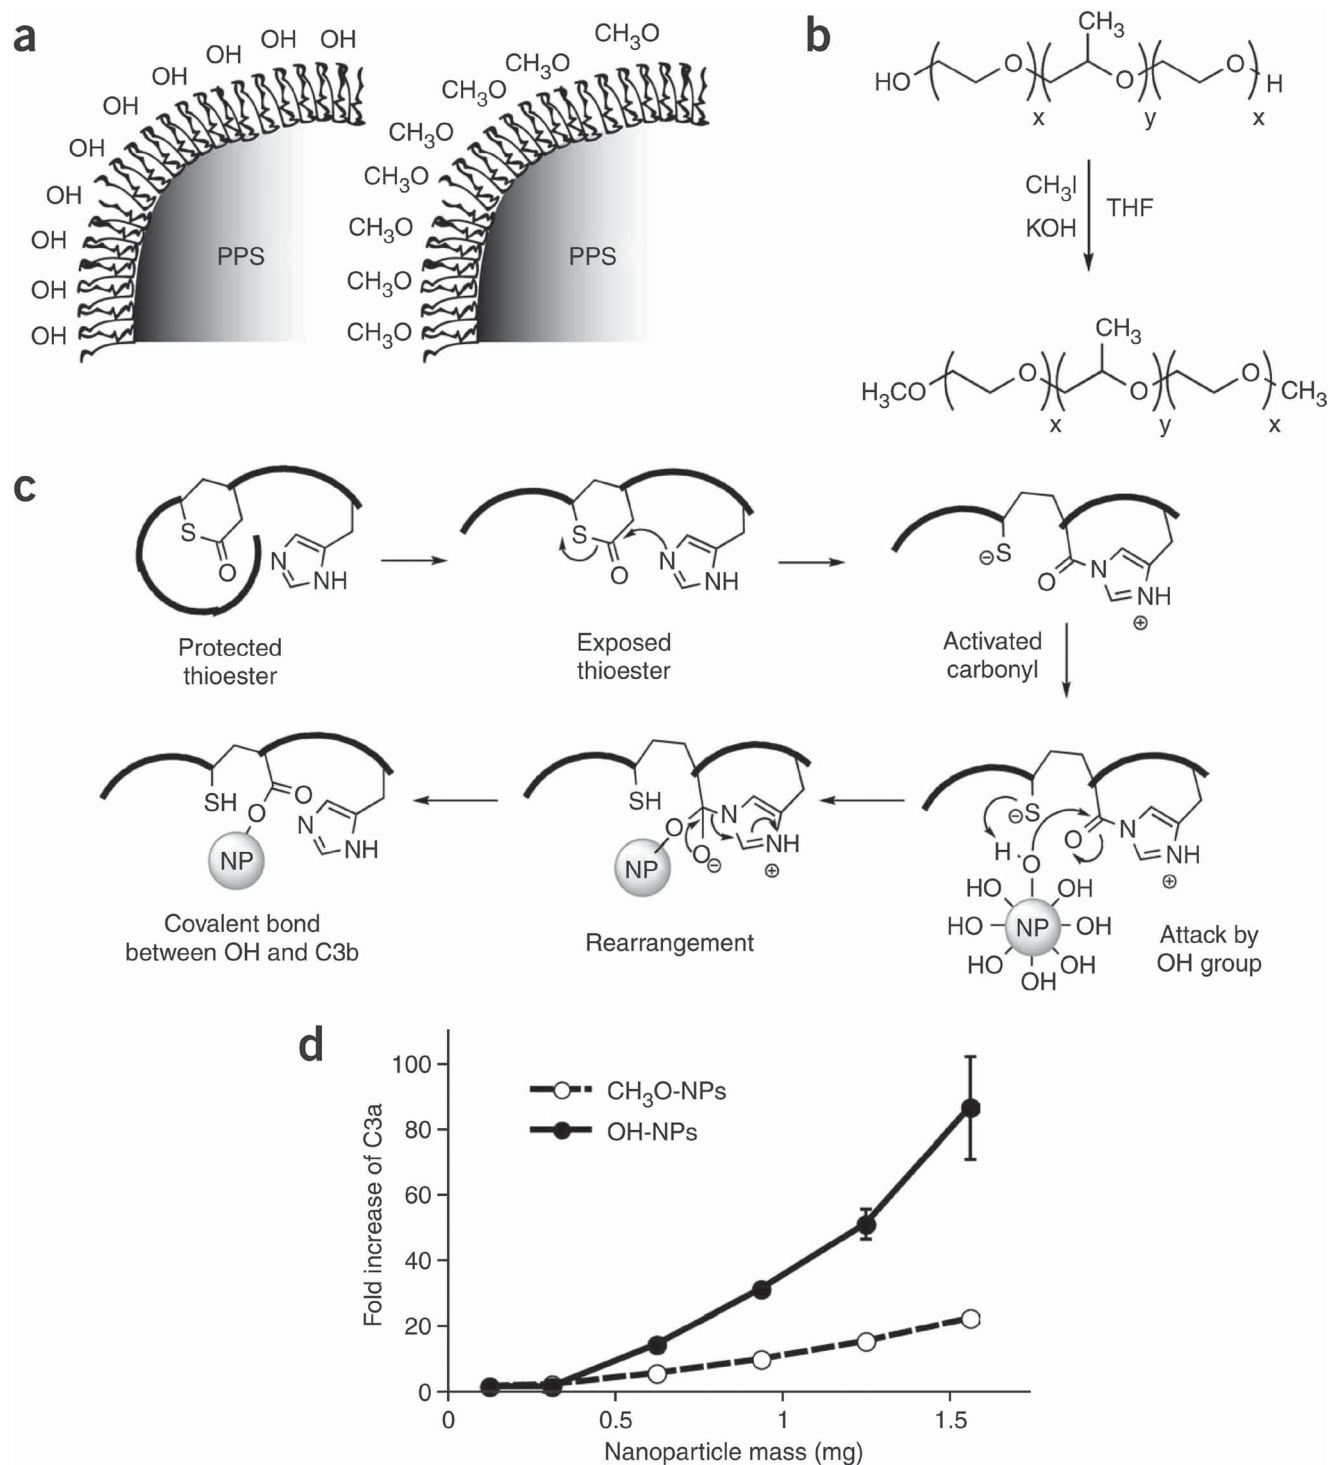 a
OH
OH
OH
OH
OH
OH
OH
OH
OH
OH
PPS
CH3O
CH3O
CH3O
CH3O
CH3O
CH3O
CH3O
CH3O
PPS
b
CH3
HO
O
O
O
H
x
y
x
CH3I
KOH
THF
CH3
H3CO
O
O
O
CH3
x
y
x
c
S
O
N
NH
Protected
thioester
S
O
N
NH
Exposed
thioester
⊖S
O
N
NH
⊕
Activated
carbonyl
SH
O
O
N
NH
NP
Covalent bond
between OH and C3b
SH
N
O
O⊖
NH
⊕
NP
Rearrangement
⊖S
O
N
NH
⊕
H
O
HO
OH
HO
NP
OH
HO
OH
OH
Attack by
OH group
d
Fold increase of C3a
100
80
60
40
20
0
CH3O-NPs
OH-NPs
0
0.5
1
1.5
Nanoparticle mass (mg)